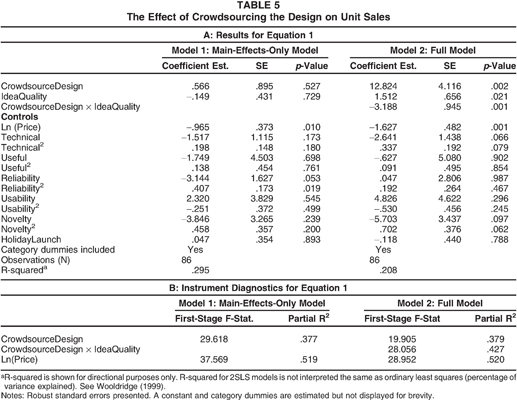 TABLE 5
The Effect of Crowdsourcing the Design on Unit Sales
A: Results for Equation 1
Model 1: Main-Effects-Only Model Model 2: Full Model
Coefficient Est. SE p-Value Coefficient Est. SE p-Value
CrowdsourceDesign .566 .895 .527 12.824 4.116 .002
IdeaQuality −.149 .431 .729 1.512 .656 .021
CrowdsourceDesign × IdeaQuality −3.188 .945 .001
Controls
Ln (Price) −.965 .373 .010 −1.627 .482 .001
Technical −1.517 1.115 .173 −2.641 1.438 .066
Technical² .198 .148 .180 .337 .192 .079
Useful −1.749 4.503 .698 −.627 5.080 .902
Useful² .138 .454 .761 .091 .495 .854
Reliability −3.144 1.627 .053 .047 2.806 .987
Reliability² .407 .173 .019 .192 .264 .467
Usability 2.320 3.829 .545 4.826 4.622 .296
Usability² −.251 .372 .499 −.530 .456 .245
Novelty −3.846 3.265 .239 −5.703 3.437 .097
Novelty² .458 .357 .200 .702 .376 .062
HolidayLaunch .047 .354 .893 −.118 .440 .788
Category dummies included Yes Yes
Observations (N) 86 86
R-squaredᵃ .295 .208
B: Instrument Diagnostics for Equation 1
Model 1: Main-Effects-Only Model Model 2: Full Model
First-Stage F-Stat. Partial R² First-Stage F-Stat Partial R²
CrowdsourceDesign 29.618 .377 19.905 .379
CrowdsourceDesign × IdeaQuality 28.056 .427
Ln(Price) 37.569 .519 28.952 .520
ᵃR-squared is shown for directional purposes only. R-squared for 2SLS models is not interpreted the same as ordinary least squares (percentage of
variance explained). See Wooldridge (1999).
Notes: Robust standard errors presented. A constant and category dummies are estimated but not displayed for brevity.